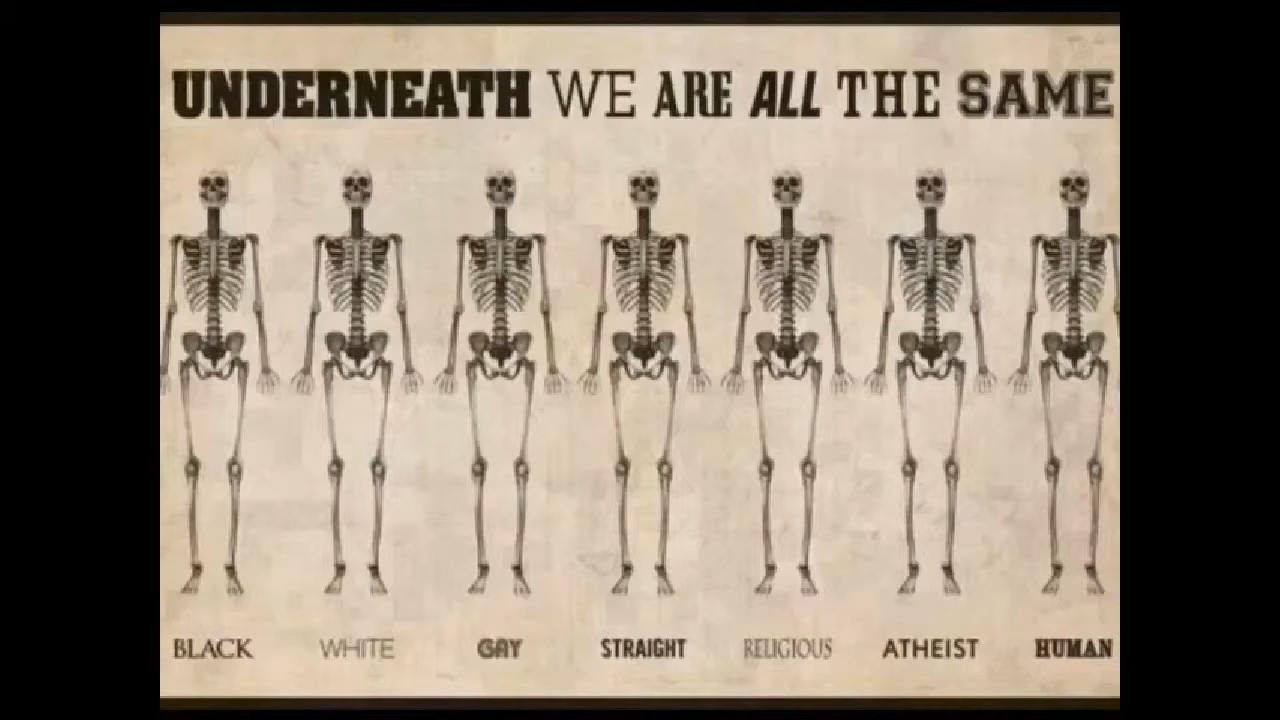 UNDERNEATH WE ARE ALL THE SAME
BLACK WHITE GAY STRAIGHT RELIGIOUS ATHEIST HUMAN